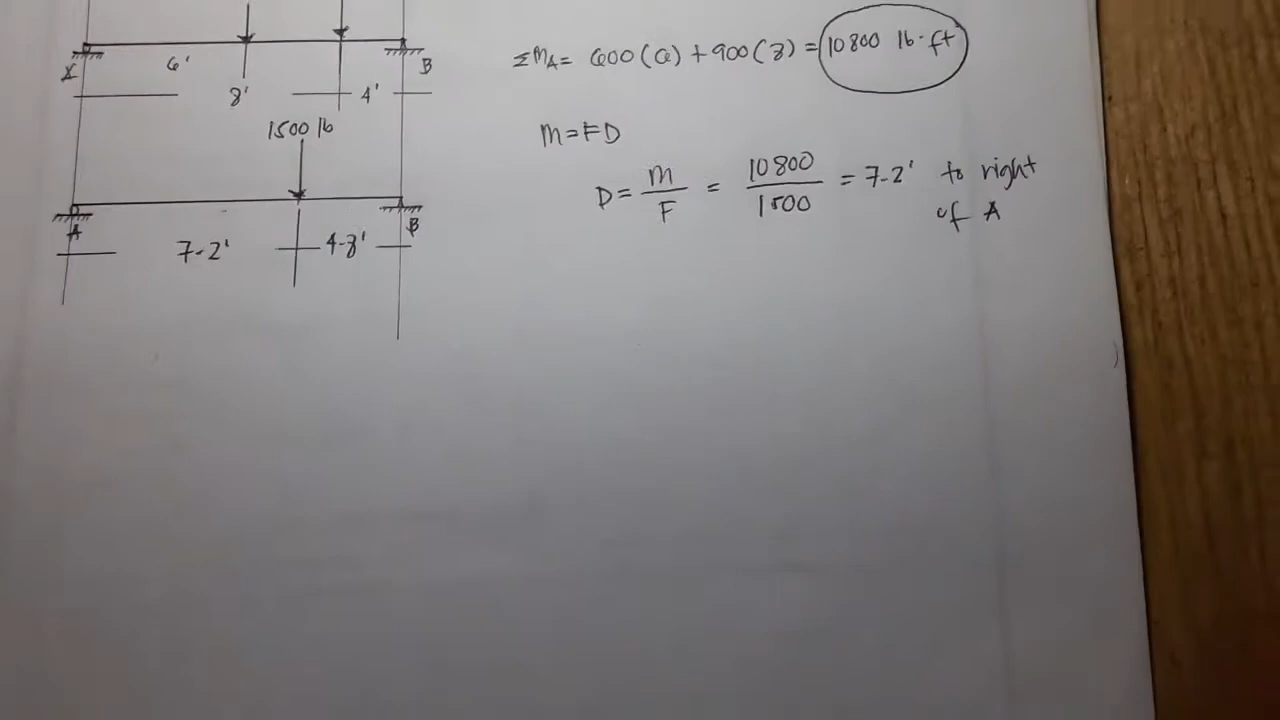 A B
6'
8' 4'
1500 lb
A B
7-2' 4-8'
ΣMA= 600(6) + 900(8) = 10800 lb-ft
M=FD
D= M/F = 10800/1500 = 7-2' to right
of A